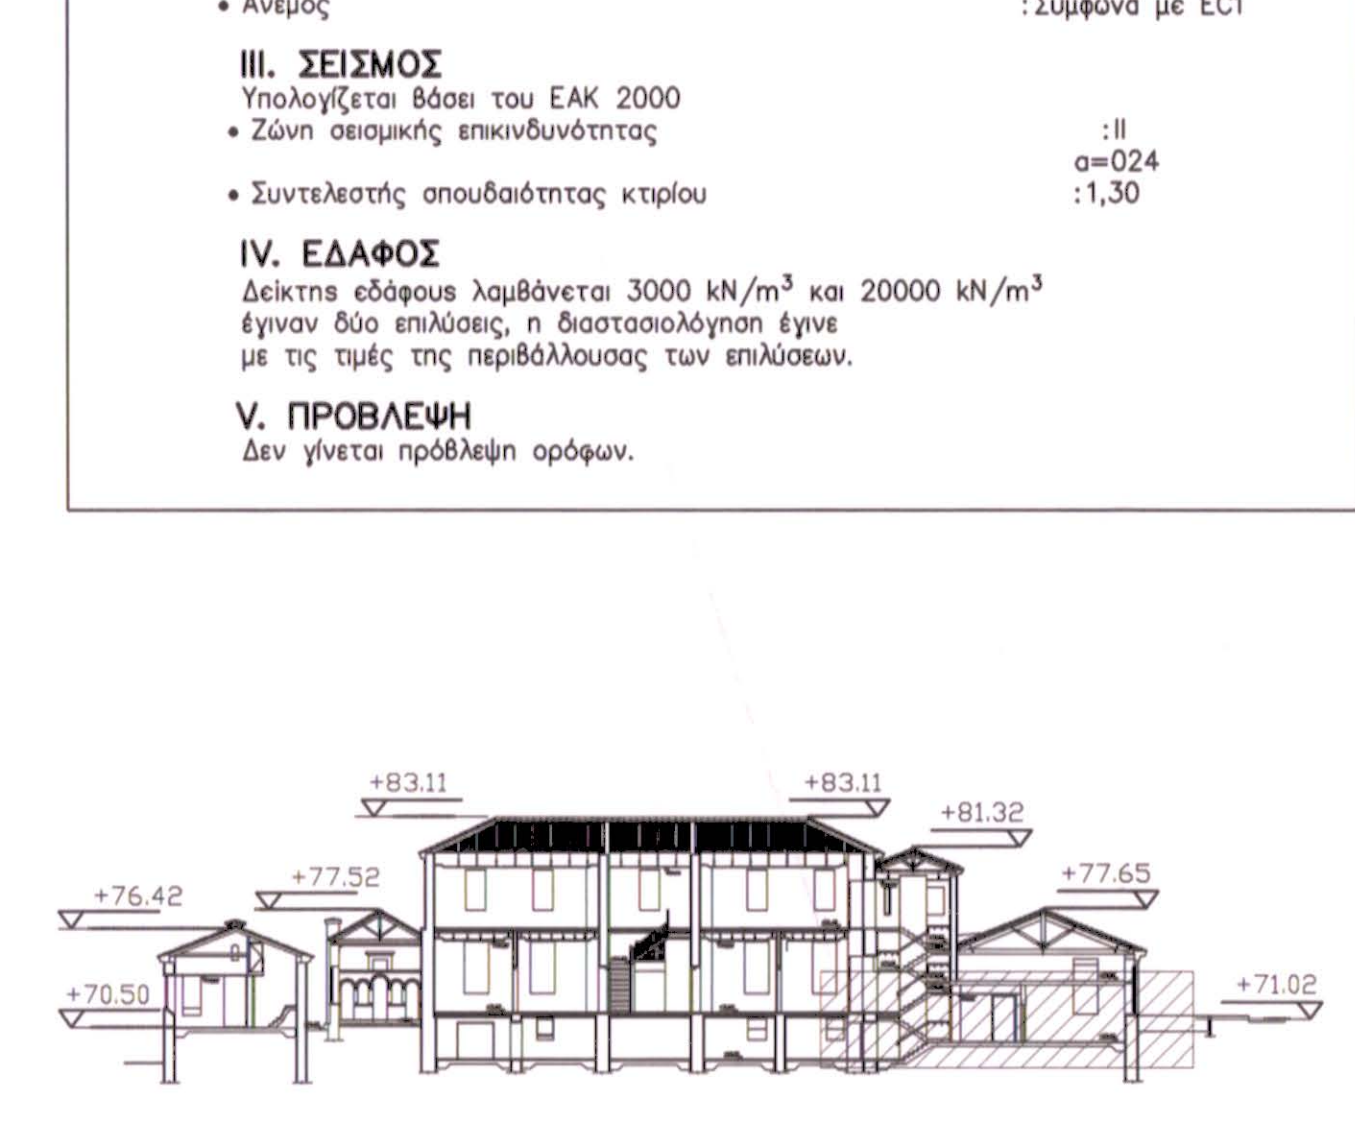 • Άνεμος :Σύμφωνα με EC1
III. ΣΕΙΣΜΟΣ
Υπολογίζεται βάσει του ΕΑΚ 2000
• Ζώνη σεισμικής επικινδυνότητας :II
a=024
• Συντελεστής σπουδαιότητας κτιρίου :1,30
IV. ΕΔΑΦΟΣ
Δείκτης εδάφους λαμβάνεται 3000 kN/m³ και 20000 kN/m³
έγιναν δύο επιλύσεις, η διαστασιολόγηση έγινε
με τις τιμές της περιβάλλουσας των επιλύσεων.
V. ΠΡΟΒΛΕΨΗ
Δεν γίνεται πρόβλεψη ορόφων.
+83.11 +83.11
+81.32
+77.52 +77.65
+76.42
+70.50 +71.02